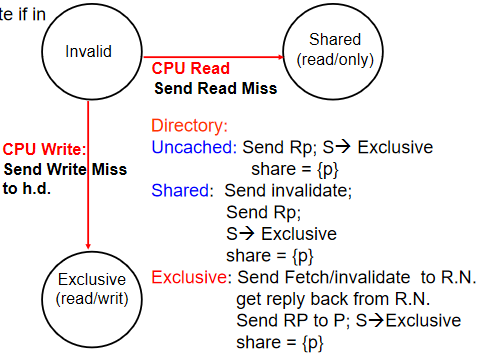 te if in
Invalid
Shared
(read/only)
CPU Read
Send Read Miss
CPU Write:
Send Write Miss
to h.d.
Directory:
Uncached: Send Rp; S→ Exclusive
share = {p}
Shared: Send invalidate;
Send Rp;
S→ Exclusive
share = {p}
Exclusive
(read/writ)
Exclusive: Send Fetch/invalidate to R.N.
get reply back from R.N.
Send RP to P; S→Exclusive
share = {p}